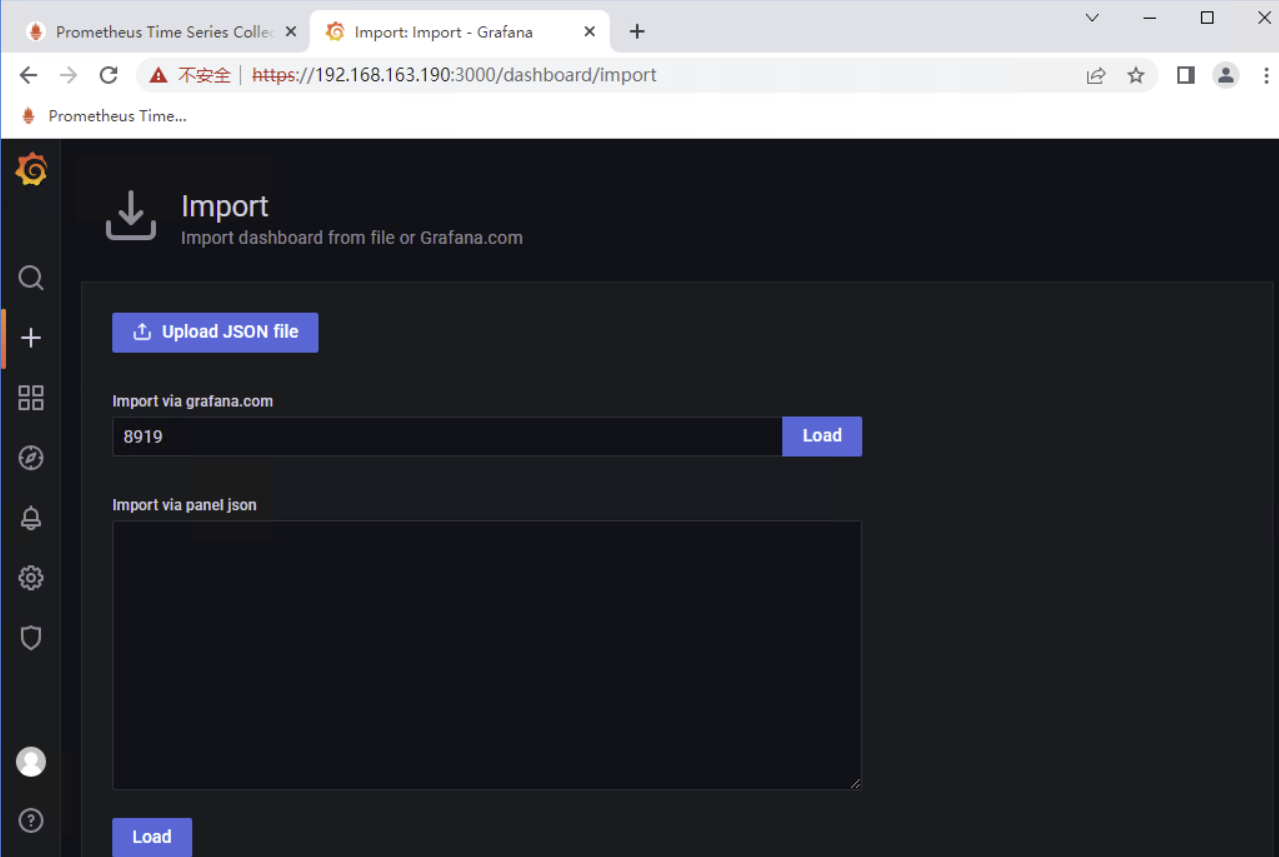 Prometheus Time Series Collec
Import: Import - Grafana
不安全 https://192.168.163.190:3000/dashboard/import
Prometheus Time...
Import
Import dashboard from file or Grafana.com
Upload JSON file
Import via grafana.com
8919
Load
Import via panel json
Load